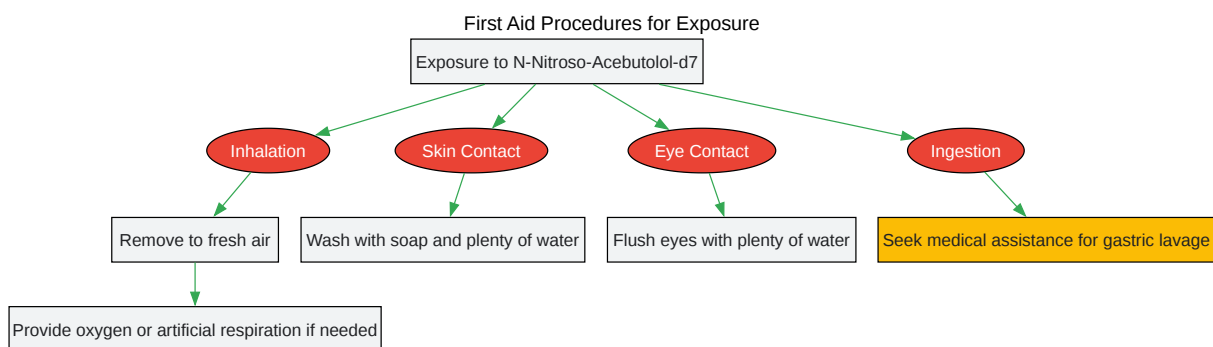 First Aid Procedures for Exposure
Exposure to N-Nitroso-Acebutolol-d7
Inhalation
Skin Contact
Eye Contact
Ingestion
Remove to fresh air
Wash with soap and plenty of water
Flush eyes with plenty of water
Seek medical assistance for gastric lavage
Provide oxygen or artificial respiration if needed